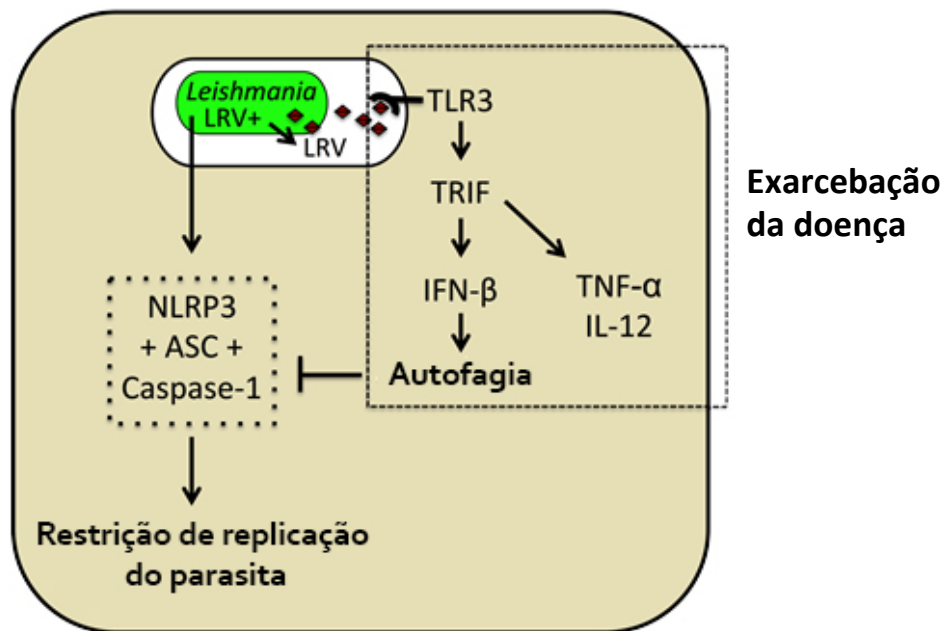 Leishmania
LRV+
LRV
TLR3
TRIF
IFN-β
TNF-α
IL-12
Autofagia
NLRP3
+ ASC +
Caspase-1
Restrição de replicação
do parasita
Exarcebação
da doença